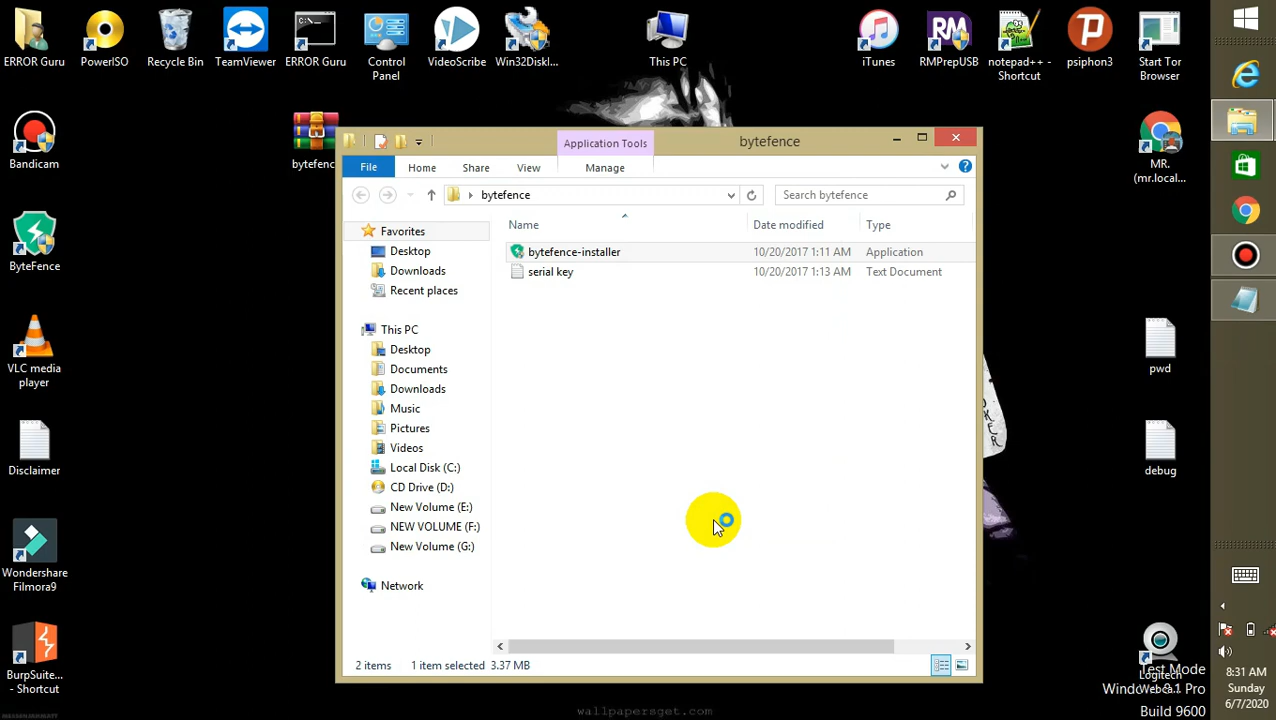 ERROR Guru
PowerISO
Recycle Bin
TeamViewer
ERROR Guru
Control
Panel
VideoScribe
Win32Diskl...
This PC
iTunes
RMPrepUSB
notepad++ -
Shortcut
psiphon3
Start Tor
Browser
Bandicam
bytefenc
MR.
(mr.local...
ByteFence
VLC media
player
pwd
Disclaimer
debug
Wondershare
Filmora9
BurpSuite...
- Shortcut
Logitech
Application Tools
bytefence
File
Home
Share
View
Manage
bytefence
Search bytefence
Name
Date modified
Type
Favorites
Desktop
Downloads
Recent places
This PC
Desktop
Documents
Downloads
Music
Pictures
Videos
Local Disk (C:)
CD Drive (D:)
New Volume (E:)
NEW VOLUME (F:)
New Volume (G:)
Network
bytefence-installer
10/20/2017 1:11 AM
Application
serial key
10/20/2017 1:13 AM
Text Document
2 items
1 item selected 3.37 MB
Test Mode
Pro
Build 9600
8:31 AM
Sunday
6/7/2020
wallpapersget.com